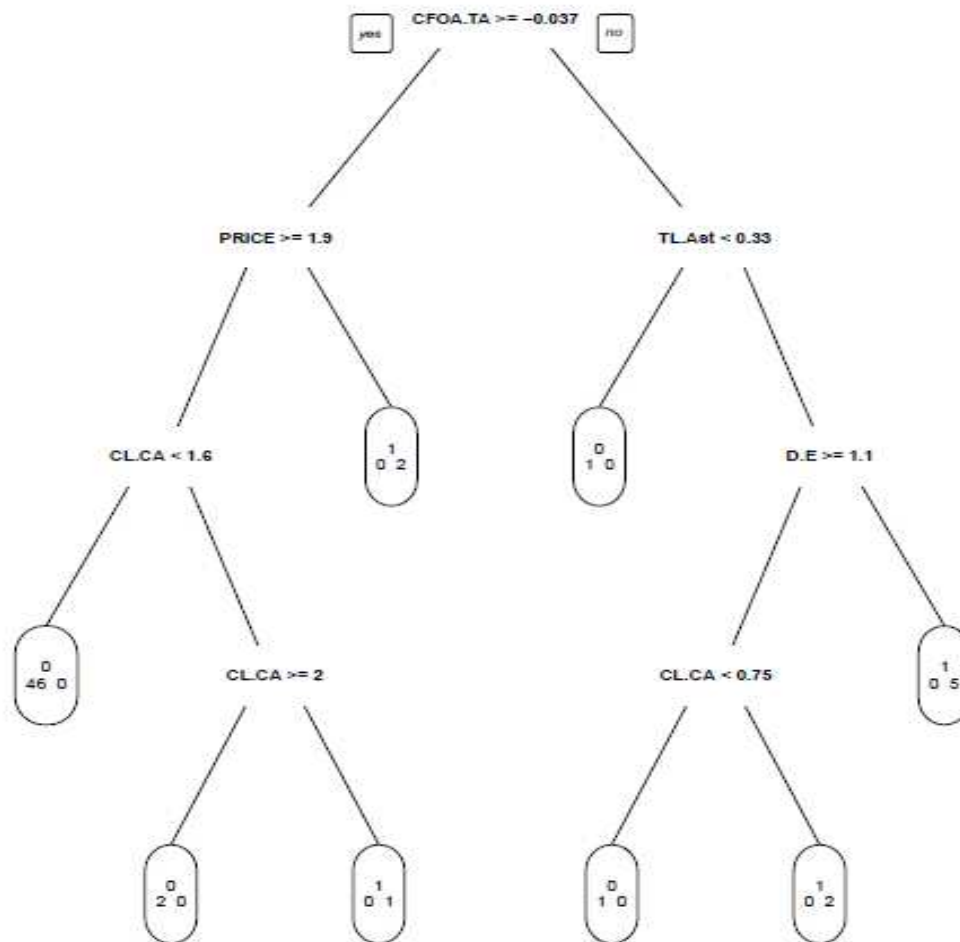 CFOA.TA >= −0.037
yes
no
PRICE >= 1.9
TL.Ast < 0.33
CL.CA < 1.6
1
0 2
0
1 0
D.E >= 1.1
0
46 0
CL.CA >= 2
CL.CA < 0.75
1
0 5
0
2 0
1
0 1
0
1 0
1
0 2